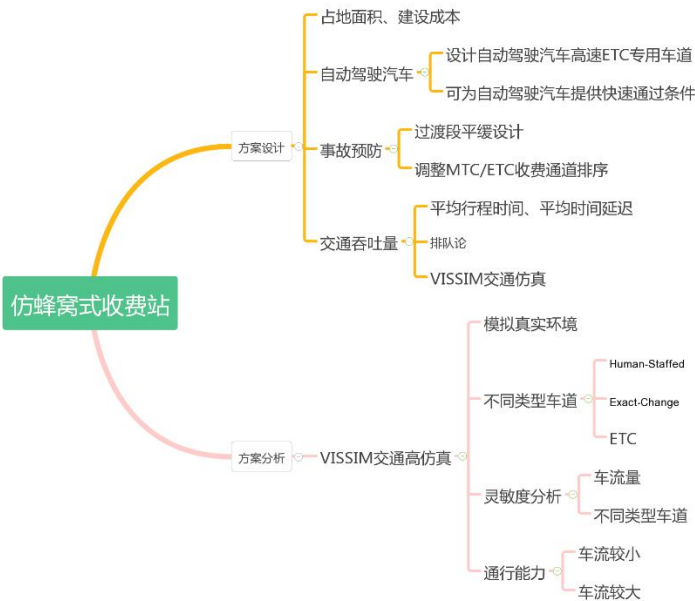 仿蜂窝式收费站
方案设计
占地面积、建设成本
自动驾驶汽车
设计自动驾驶汽车高速ETC专用车道
可为自动驾驶汽车提供快速通过条件
事故预防
过渡段平缓设计
调整MTC/ETC收费通道排序
交通吞吐量
平均行程时间、平均时间延迟
排队论
VISSIM交通仿真
方案分析
VISSIM交通高仿真
模拟真实环境
不同类型车道
Human-Staffed
Exact-Change
ETC
灵敏度分析
车流量
不同类型车道
通行能力
车流较小
车流较大